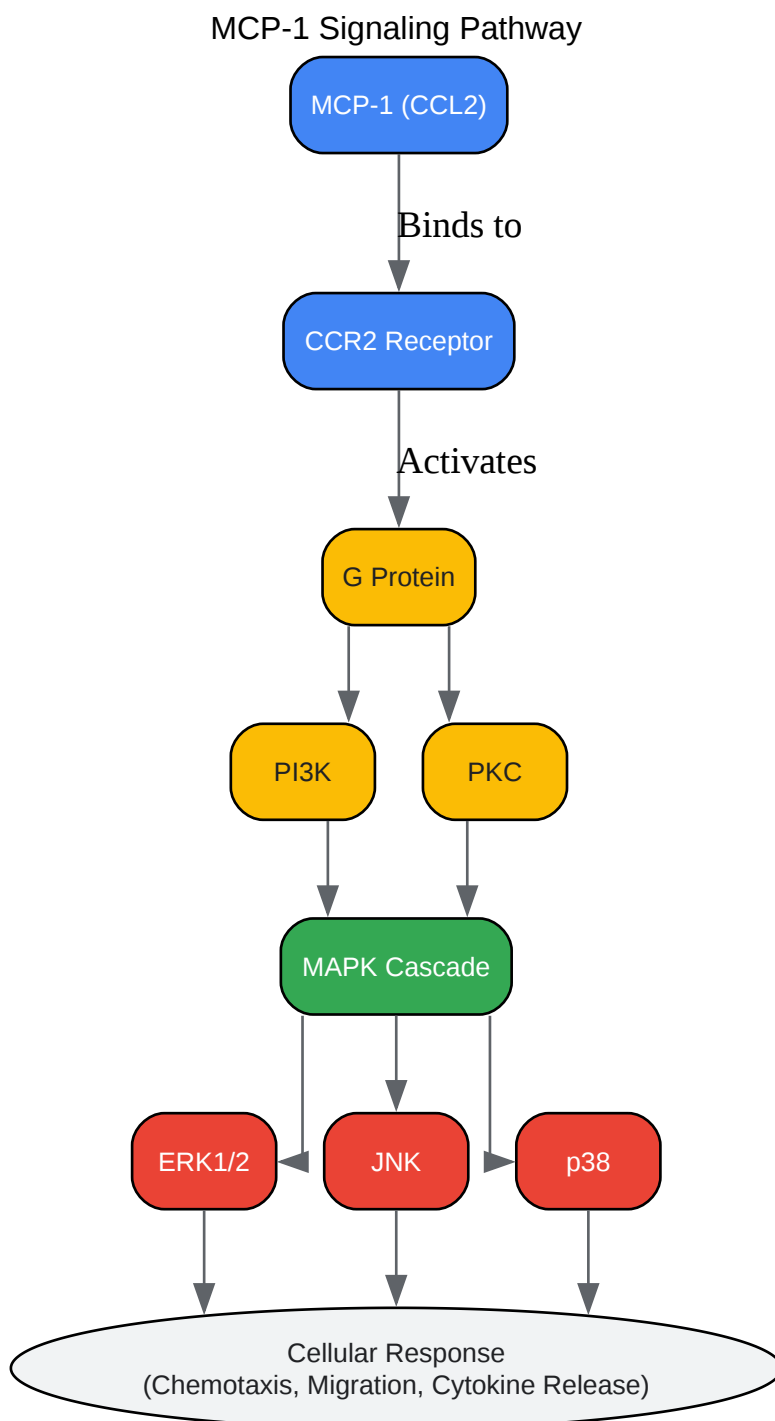 MCP-1 Signaling Pathway
MCP-1 (CCL2)
Binds to
CCR2 Receptor
Activates
G Protein
PI3K
PKC
MAPK Cascade
ERK1/2
JNK
p38
Cellular Response
(Chemotaxis, Migration, Cytokine Release)